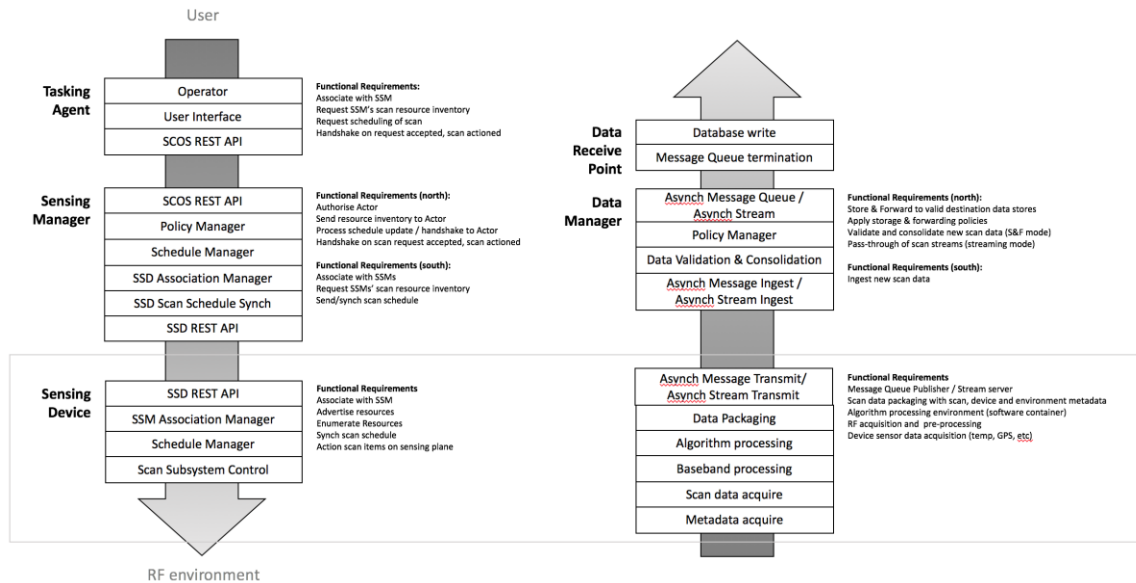 User
Tasking
Agent
Operator
User Interface
SCOS REST API
Functional Requirements:
Associate with SSM
Request SSM's scan resource inventory
Request scheduling of scan
Handshake on request accepted, scan actioned
Sensing
Manager
SCOS REST API
Policy Manager
Schedule Manager
SSD Association Manager
SSD Scan Schedule Synch
SSD REST API
Functional Requirements (north):
Authorise Actor
Send resource inventory to Actor
Process schedule update / handshake to Actor
Handshake on scan request accepted, scan actioned
Functional Requirements (south):
Associate with SSMs
Request SSMs' scan resource inventory
Send/synch scan schedule
Sensing
Device
SSD REST API
SSM Association Manager
Schedule Manager
Scan Subsystem Control
Functional Requirements
Associate with SSM
Advertise resources
Enumerate Resources
Synch scan schedule
Action scan items on sensing plane
RF environment
Data
Receive
Point
Database write
Message Queue termination
Data
Manager
Asynch Message Queue /
Asynch Stream
Policy Manager
Data Validation & Consolidation
Asynch Message Ingest /
Asynch Stream Ingest
Functional Requirements (north):
Store & Forward to valid destination data stores
Apply storage & forwarding policies
Validate and consolidate new scan data (S&F mode)
Pass-through of scan streams (streaming mode)
Functional Requirements (south):
Ingest new scan data
Asynch Message Transmit/
Asynch Stream Transmit
Data Packaging
Algorithm processing
Baseband processing
Scan data acquire
Metadata acquire
Functional Requirements
Message Queue Publisher / Stream server
Scan data packaging with scan, device and environment metadata
Algorithm processing environment (software container)
RF acquisition and pre-processing
Device sensor data acquisition (temp, GPS, etc)